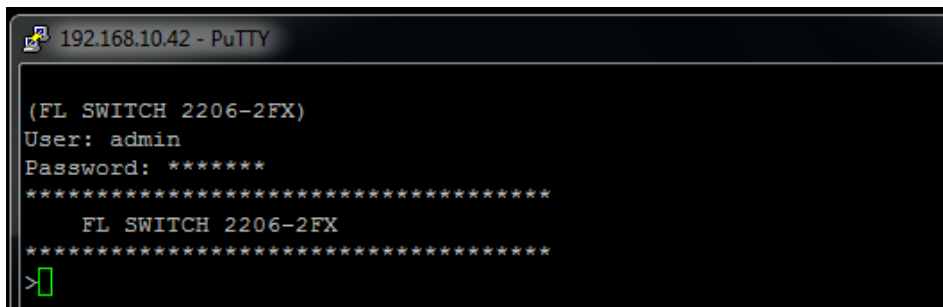 192.168.10.42 - PuTTY
(FL SWITCH 2206-2FX)
User: admin
Password: *******
*************************************
FL SWITCH 2206-2FX
*************************************
>